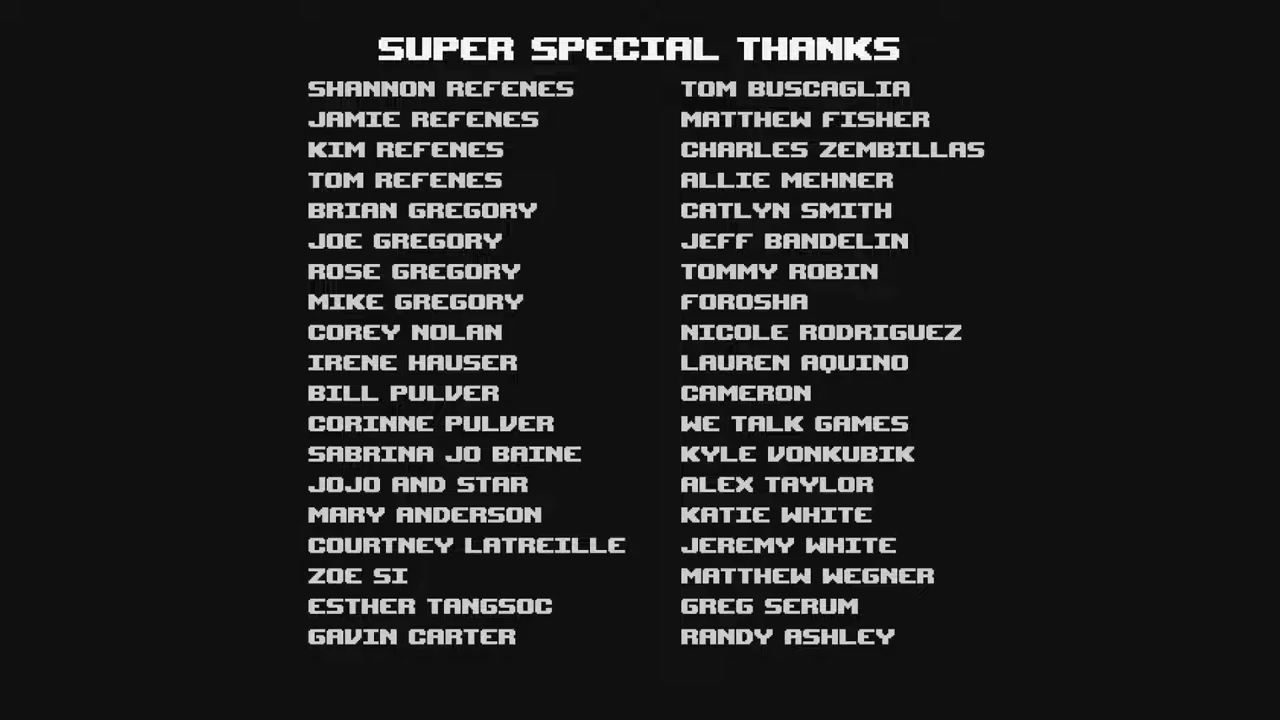 SUPER SPECIAL THANKS
SHANNON REFENES
JAMIE REFENES
KIM REFENES
TOM REFENES
BRIAN GREGORY
JOE GREGORY
ROSE GREGORY
MIKE GREGORY
COREY NOLAN
IRENE HAUSER
BILL PULVER
CORINNE PULVER
SABRINA JO BAINE
JOJO AND STAR
MARY ANDERSON
COURTNEY LATREILLE
ZOE SI
ESTHER TANGSOC
GAVIN CARTER
TOM BUSCAGLIA
MATTHEW FISHER
CHARLES ZEMBILLAS
ALLIE MEHNER
CATLYN SMITH
JEFF BANDELIN
TOMMY ROBIN
FOROSHA
NICOLE RODRIGUEZ
LAUREN AQUINO
CAMERON
WE TALK GAMES
KYLE VONKUBIK
ALEX TAYLOR
KATIE WHITE
JEREMY WHITE
MATTHEW WEGNER
GREG SERUM
RANDY ASHLEY